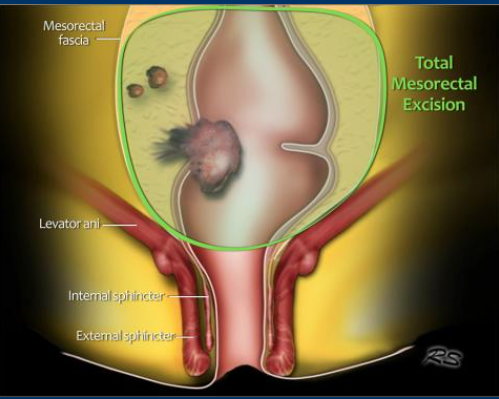 Mesorectal
fascia
Total
Mesorectal
Excision
Levator ani
Internal sphincter
External sphincter
RS